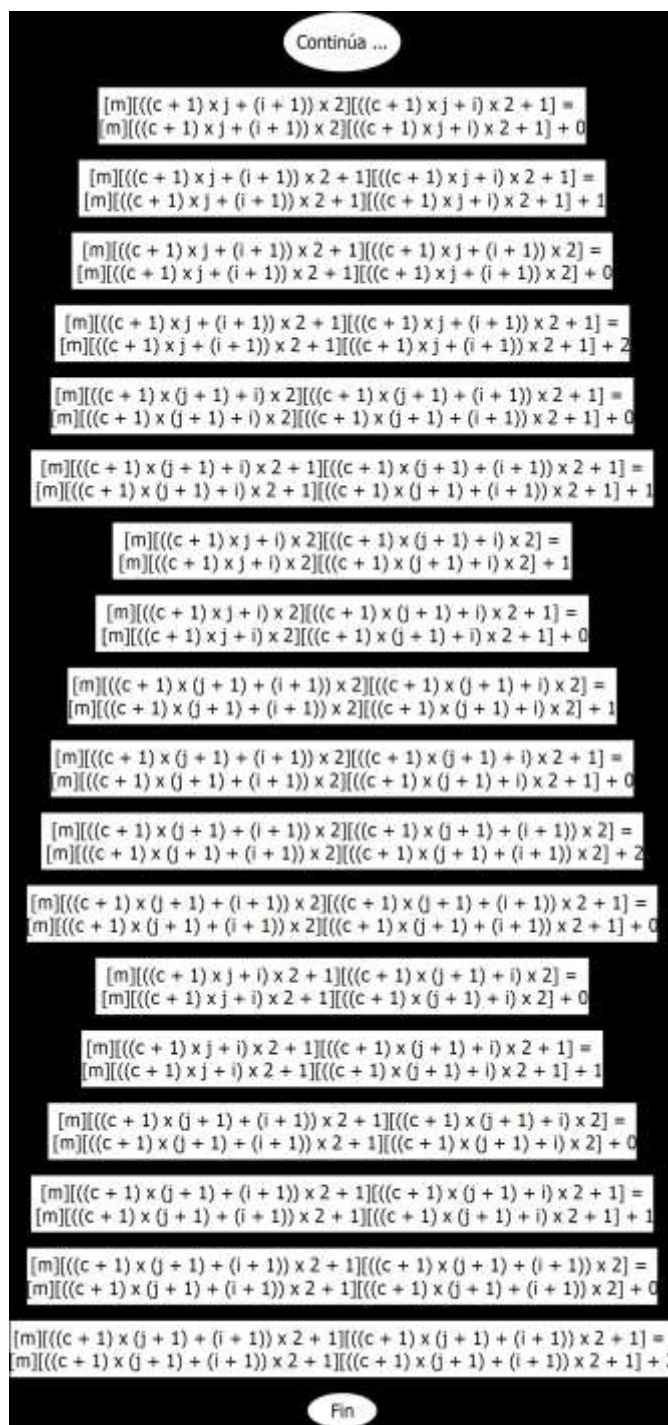 Continúa ...
[m][((c + 1) x j + (i + 1)) x 2][((c + 1) x j + i) x 2 + 1] =
[m][((c + 1) x j + (i + 1)) x 2][((c + 1) x j + i) x 2 + 1] + 0
[m][((c + 1) x j + (i + 1)) x 2 + 1][((c + 1) x j + i) x 2 + 1] =
[m][((c + 1) x j + (i + 1)) x 2 + 1][((c + 1) x j + i) x 2 + 1] + 1
[m][((c + 1) x j + (i + 1)) x 2 + 1][((c + 1) x j + (i + 1)) x 2] =
[m][((c + 1) x j + (i + 1)) x 2 + 1][((c + 1) x j + (i + 1)) x 2] + 0
[m][((c + 1) x j + (i + 1)) x 2 + 1][((c + 1) x j + (i + 1)) x 2 + 1] =
[m][((c + 1) x j + (i + 1)) x 2 + 1][((c + 1) x j + (i + 1)) x 2 + 1] + 2
[m][((c + 1) x (j + 1) + i) x 2][((c + 1) x (j + 1) + (i + 1)) x 2 + 1] =
[m][((c + 1) x (j + 1) + i) x 2][((c + 1) x (j + 1) + (i + 1)) x 2 + 1] + 0
[m][((c + 1) x (j + 1) + i) x 2 + 1][((c + 1) x (j + 1) + (i + 1)) x 2 + 1] =
[m][((c + 1) x (j + 1) + i) x 2 + 1][((c + 1) x (j + 1) + (i + 1)) x 2 + 1] + 1
[m][((c + 1) x j + i) x 2][((c + 1) x (j + 1) + i) x 2] =
[m][((c + 1) x j + i) x 2][((c + 1) x (j + 1) + i) x 2] + 1
[m][((c + 1) x j + i) x 2][((c + 1) x (j + 1) + i) x 2 + 1] =
[m][((c + 1) x j + i) x 2][((c + 1) x (j + 1) + i) x 2 + 1] + 0
[m][((c + 1) x (j + 1) + (i + 1)) x 2][((c + 1) x (j + 1) + i) x 2] =
[m][((c + 1) x (j + 1) + (i + 1)) x 2][((c + 1) x (j + 1) + i) x 2] + 1
[m][((c + 1) x (j + 1) + (i + 1)) x 2][((c + 1) x (j + 1) + i) x 2 + 1] =
[m][((c + 1) x (j + 1) + (i + 1)) x 2][((c + 1) x (j + 1) + i) x 2 + 1] + 0
[m][((c + 1) x (j + 1) + (i + 1)) x 2][((c + 1) x (j + 1) + (i + 1)) x 2] =
[m][((c + 1) x (j + 1) + (i + 1)) x 2][((c + 1) x (j + 1) + (i + 1)) x 2] + 2
[m][((c + 1) x (j + 1) + (i + 1)) x 2][((c + 1) x (j + 1) + (i + 1)) x 2 + 1] =
[m][((c + 1) x (j + 1) + (i + 1)) x 2][((c + 1) x (j + 1) + (i + 1)) x 2 + 1] + 0
[m][((c + 1) x j + i) x 2 + 1][((c + 1) x (j + 1) + i) x 2] =
[m][((c + 1) x j + i) x 2 + 1][((c + 1) x (j + 1) + i) x 2] + 0
[m][((c + 1) x j + i) x 2 + 1][((c + 1) x (j + 1) + i) x 2 + 1] =
[m][((c + 1) x j + i) x 2 + 1][((c + 1) x (j + 1) + i) x 2 + 1] + 1
[m][((c + 1) x (j + 1) + (i + 1)) x 2 + 1][((c + 1) x (j + 1) + i) x 2] =
[m][((c + 1) x (j + 1) + (i + 1)) x 2 + 1][((c + 1) x (j + 1) + i) x 2] + 0
[m][((c + 1) x (j + 1) + (i + 1)) x 2 + 1][((c + 1) x (j + 1) + i) x 2 + 1] =
[m][((c + 1) x (j + 1) + (i + 1)) x 2 + 1][((c + 1) x (j + 1) + i) x 2 + 1] + 1
[m][((c + 1) x (j + 1) + (i + 1)) x 2 + 1][((c + 1) x (j + 1) + (i + 1)) x 2] =
[m][((c + 1) x (j + 1) + (i + 1)) x 2 + 1][((c + 1) x (j + 1) + (i + 1)) x 2] + 0
[m][((c + 1) x (j + 1) + (i + 1)) x 2 + 1][((c + 1) x (j + 1) + (i + 1)) x 2 + 1] =
[m][((c + 1) x (j + 1) + (i + 1)) x 2 + 1][((c + 1) x (j + 1) + (i + 1)) x 2 + 1] +
Fin